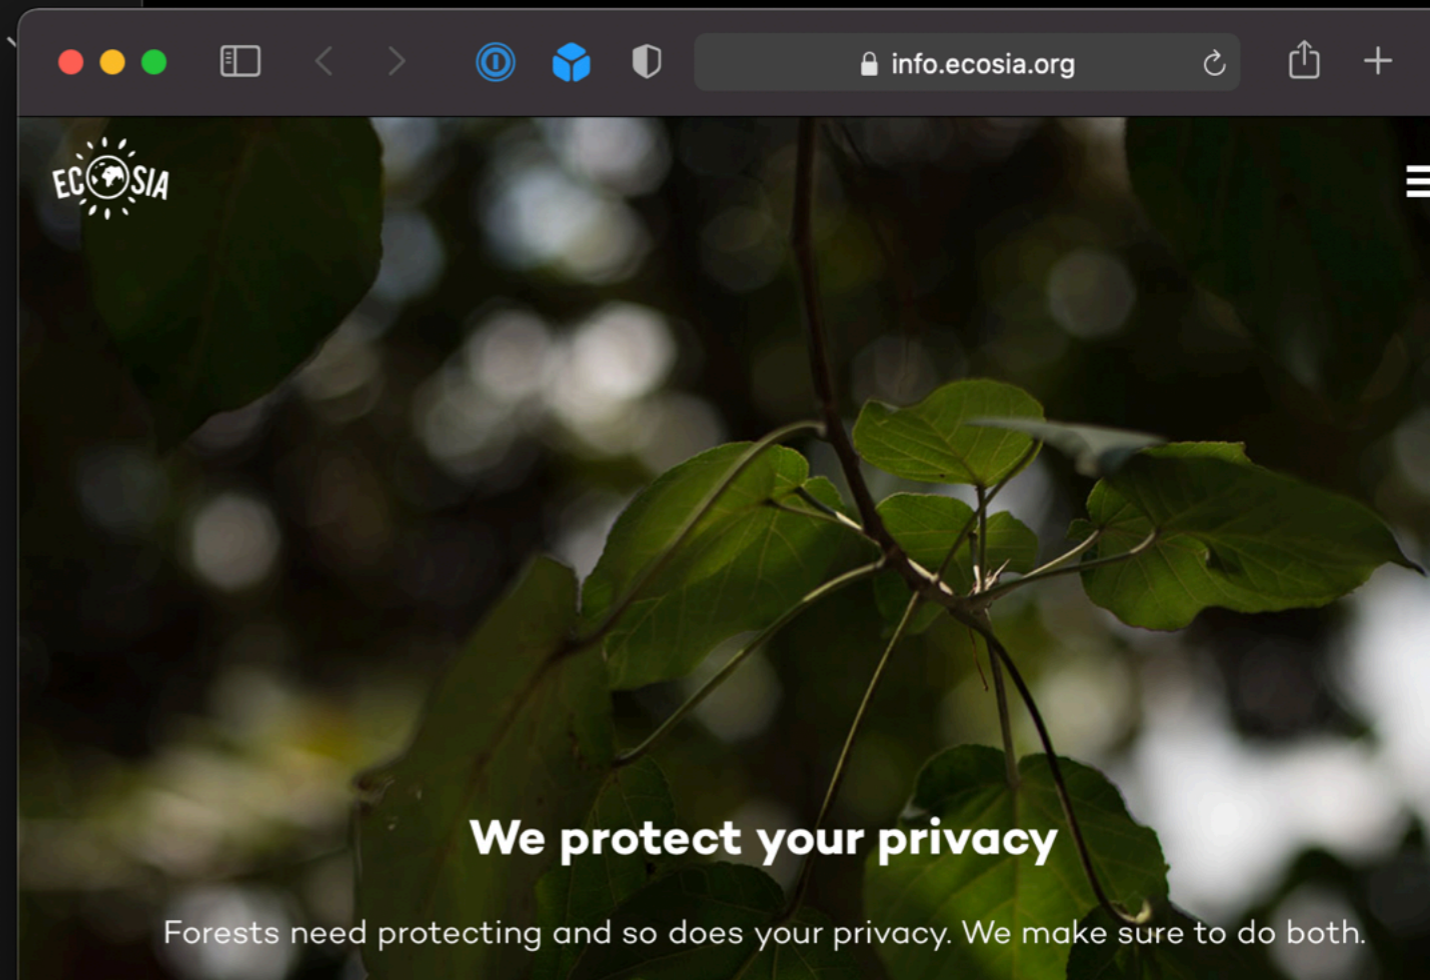 info.ecosia.org
ECOSIA
We protect your privacy
Forests need protecting and so does your privacy. We make sure to do both.